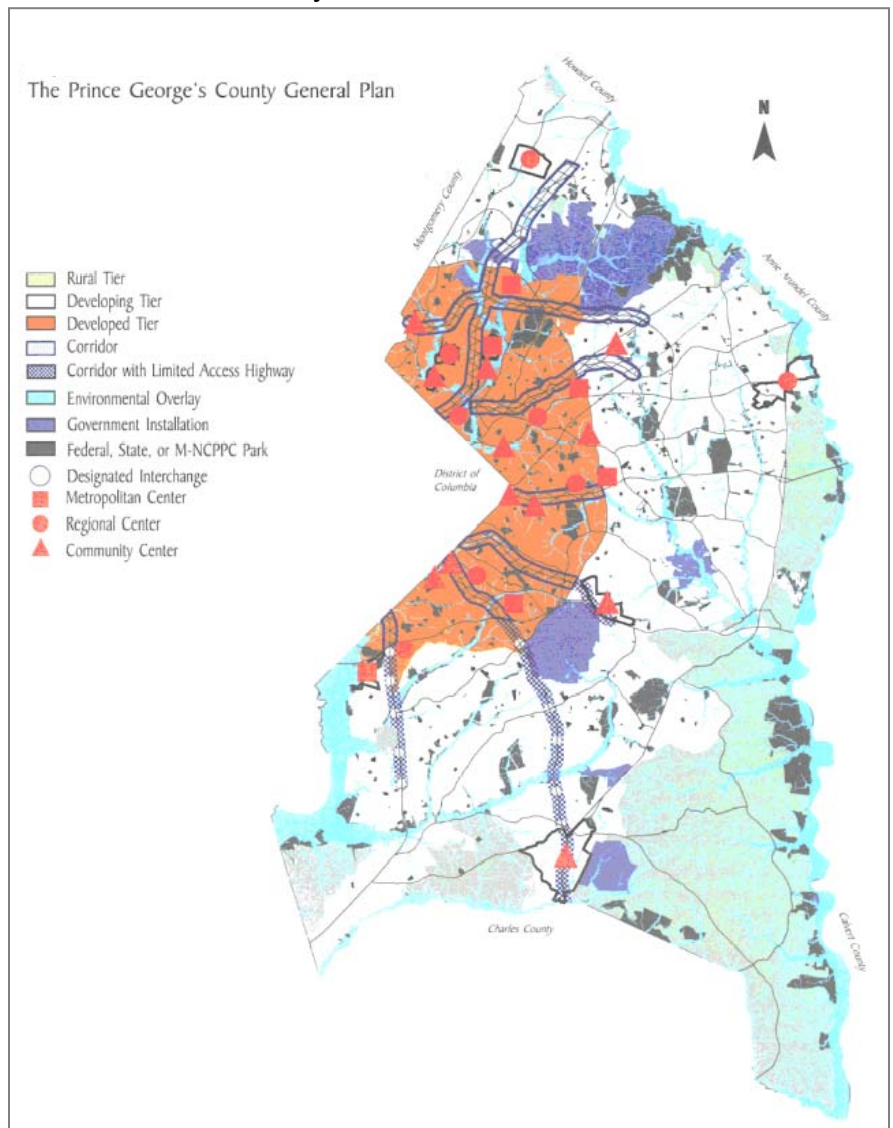 The Prince George's County General Plan
Howard County
N
Montgomery County
Anne Arundel County
Rural Tier
Developing Tier
Developed Tier
Corridor
Corridor with Limited Access Highway
Environmental Overlay
Government Installation
Federal, State, or M-NCPPC Park
Designated Interchange
Metropolitan Center
Regional Center
Community Center
District of
Columbia
Charles County
Calvert County